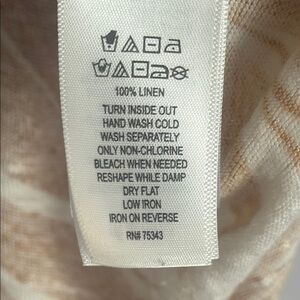 100% LINEN
TURN INSIDE OUT
HAND WASH COLD
WASH SEPARATELY
ONLY NON-CHLORINE
BLEACH WHEN NEEDED
RESHAPE WHILE DAMP
DRY FLAT
LOW IRON
IRON ON REVERSE
RN# 75343